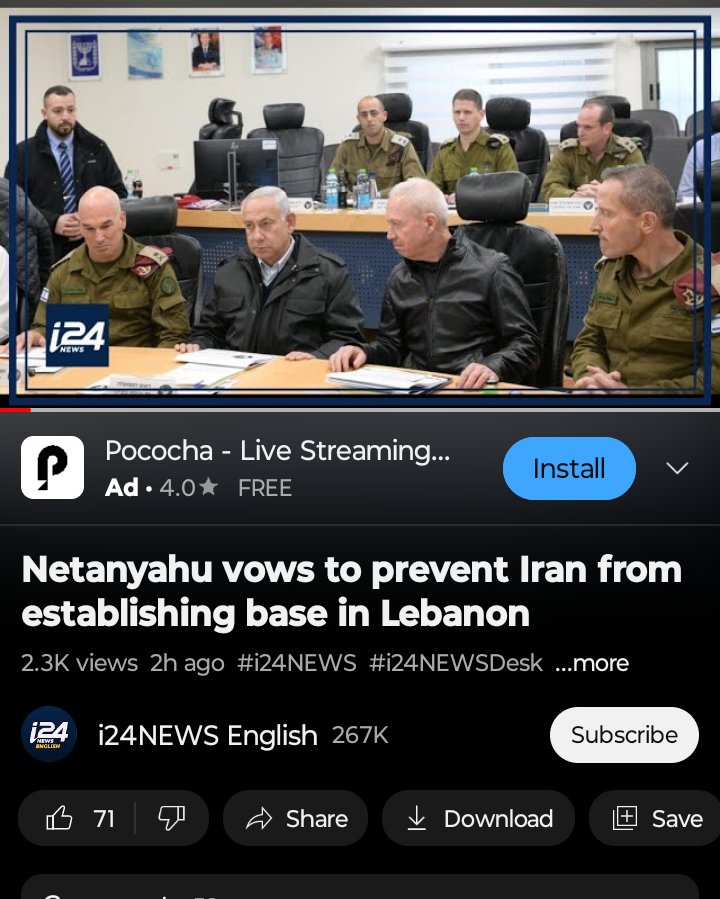 i24
NEWS
Pococha - Live Streaming...
Ad • 4.0★ FREE
Install
Netanyahu vows to prevent Iran from
establishing base in Lebanon
2.3K views 2h ago #i24NEWS #i24NEWSDesk ...more
i24
NEWS
ENGLISH
i24NEWS English 267K
Subscribe
71
Share
Download
Save